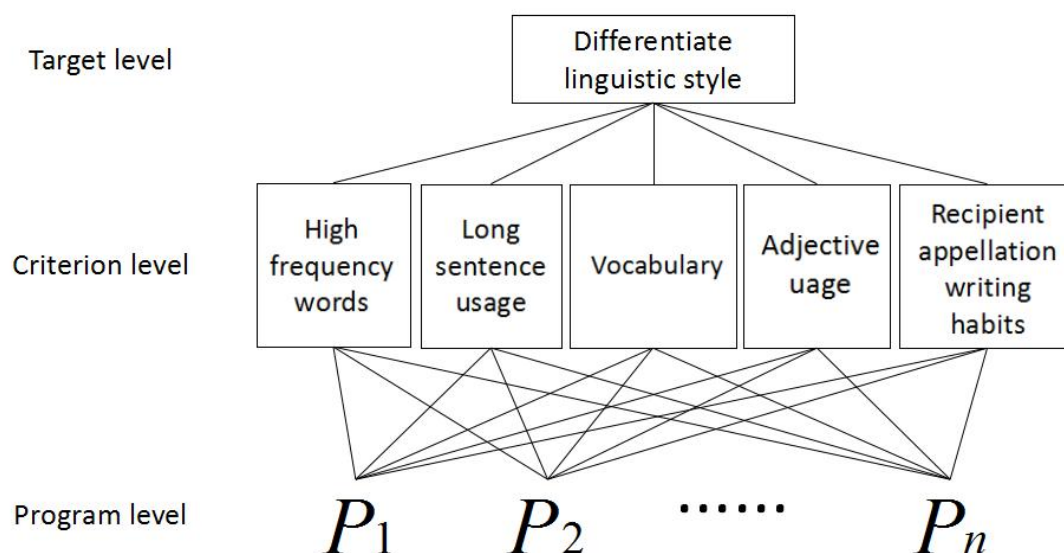 Target level
Differentiate
linguistic style
Criterion level
High
frequency
words
Long
sentence
usage
Vocabulary
Adjective
uage
Recipient
appellation
writing
habits
Program level
P1
P2
······
Pn